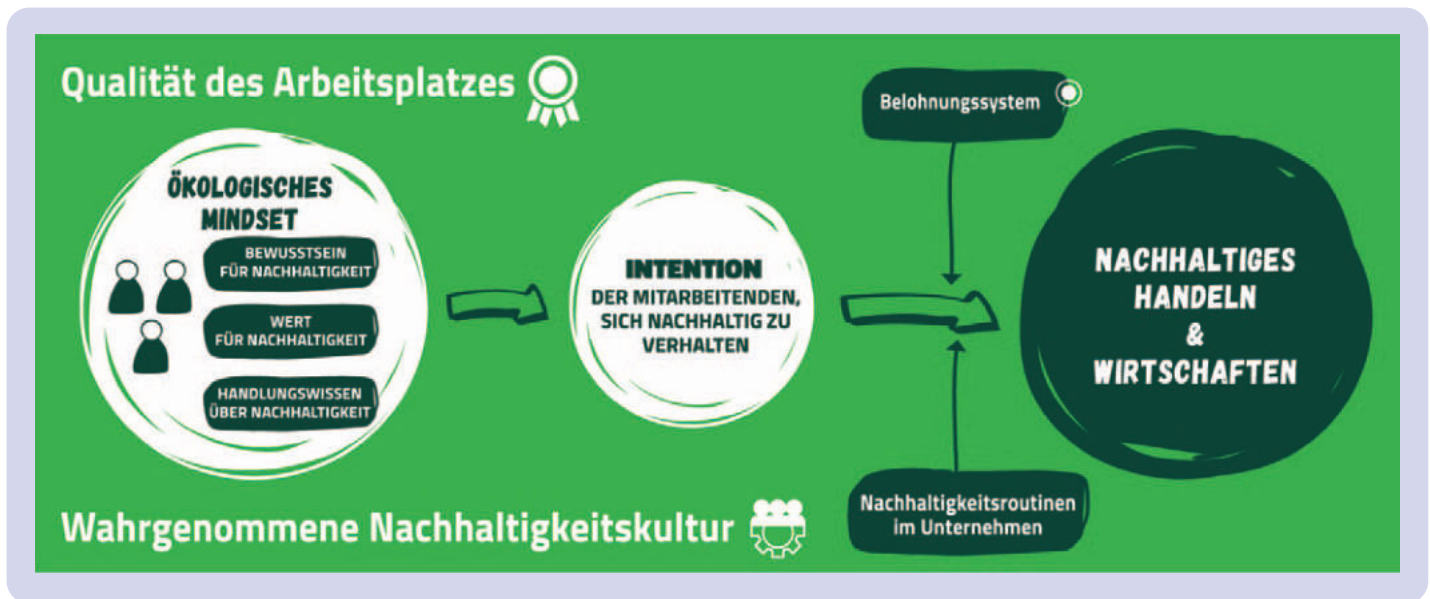 Qualität des Arbeitsplatzes
ÖKOLOGISCHES
MINDSET
BEWUSSTSEIN
FÜR NACHHALTIGKEIT
WERT
FÜR NACHHALTIGKEIT
HANDLUNGSWISSEN
ÜBER NACHHALTIGKEIT
Wahrgenommene Nachhaltigkeitskultur
INTENTION
DER MITARBEITENDEN,
SICH NACHHALTIG ZU
VERHALTEN
Belohnungssystem
Nachhaltigkeitsroutinen
im Unternehmen
NACHHALTIGES
HANDELN
&
WIRTSCHAFTEN